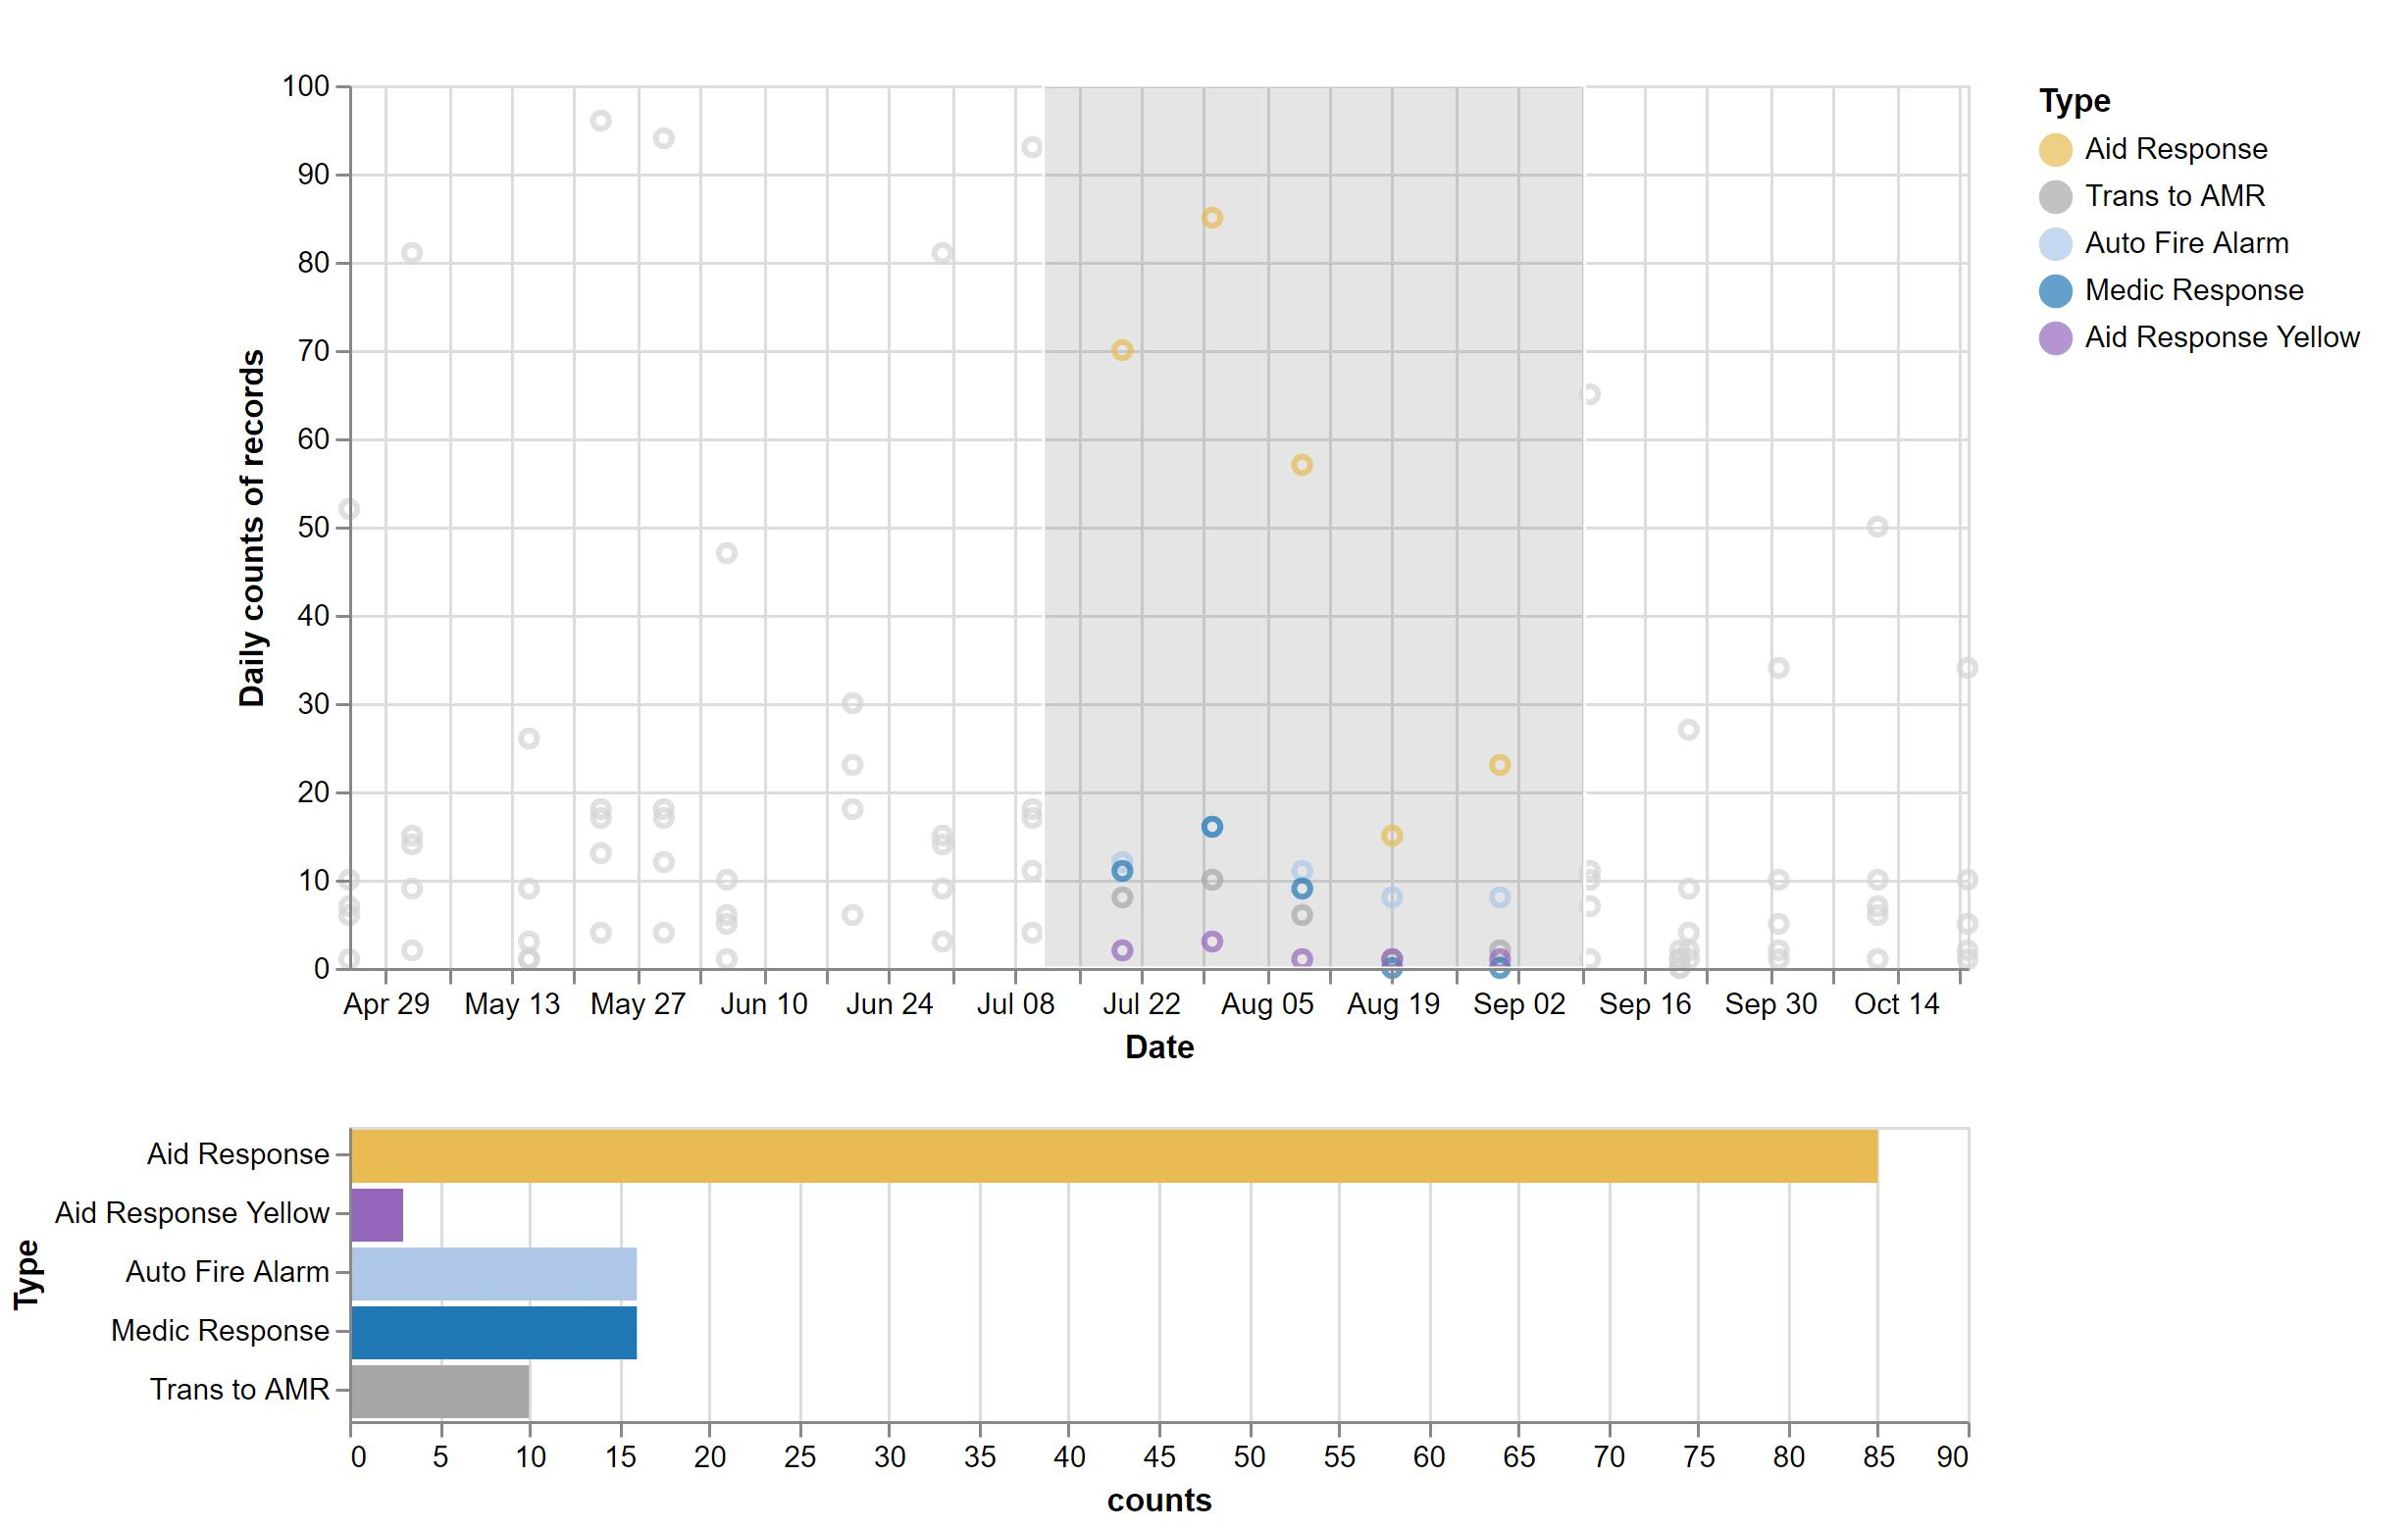 100
90
80
70
60
50
40
30
20
10
0
Daily counts of records
Apr 29 May 13 May 27 Jun 10 Jun 24 Jul 08 Jul 22 Aug 05 Aug 19 Sep 02 Sep 16 Sep 30 Oct 14
Date
Type
Aid Response
Trans to AMR
Auto Fire Alarm
Medic Response
Aid Response Yellow
Type
Aid Response
Aid Response Yellow
Auto Fire Alarm
Medic Response
Trans to AMR
0 5 10 15 20 25 30 35 40 45 50 55 60 65 70 75 80 85 90
counts